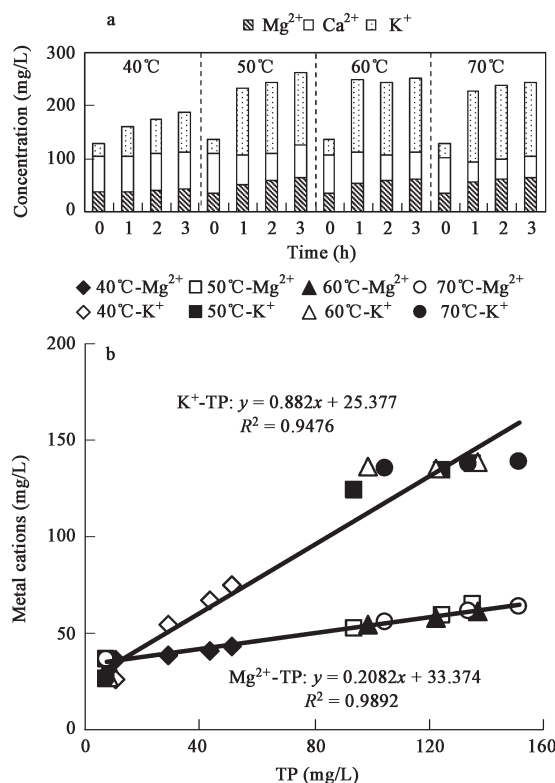 a
Mg²⁺ Ca²⁺ K⁺
Concentration (mg/L)
300
200
100
0
40℃ 50℃ 60℃ 70℃
0 1 2 3 0 1 2 3 0 1 2 3 0 1 2 3
Time (h)
40℃-Mg²⁺ 50℃-Mg²⁺ 60℃-Mg²⁺ 70℃-Mg²⁺
40℃-K⁺ 50℃-K⁺ 60℃-K⁺ 70℃-K⁺
b
Metal cations (mg/L)
200
150
100
50
0
K⁺-TP: y = 0.882x + 25.377
R² = 0.9476
Mg²⁺-TP: y = 0.2082x + 33.374
R² = 0.9892
0 40 80 120 160
TP (mg/L)